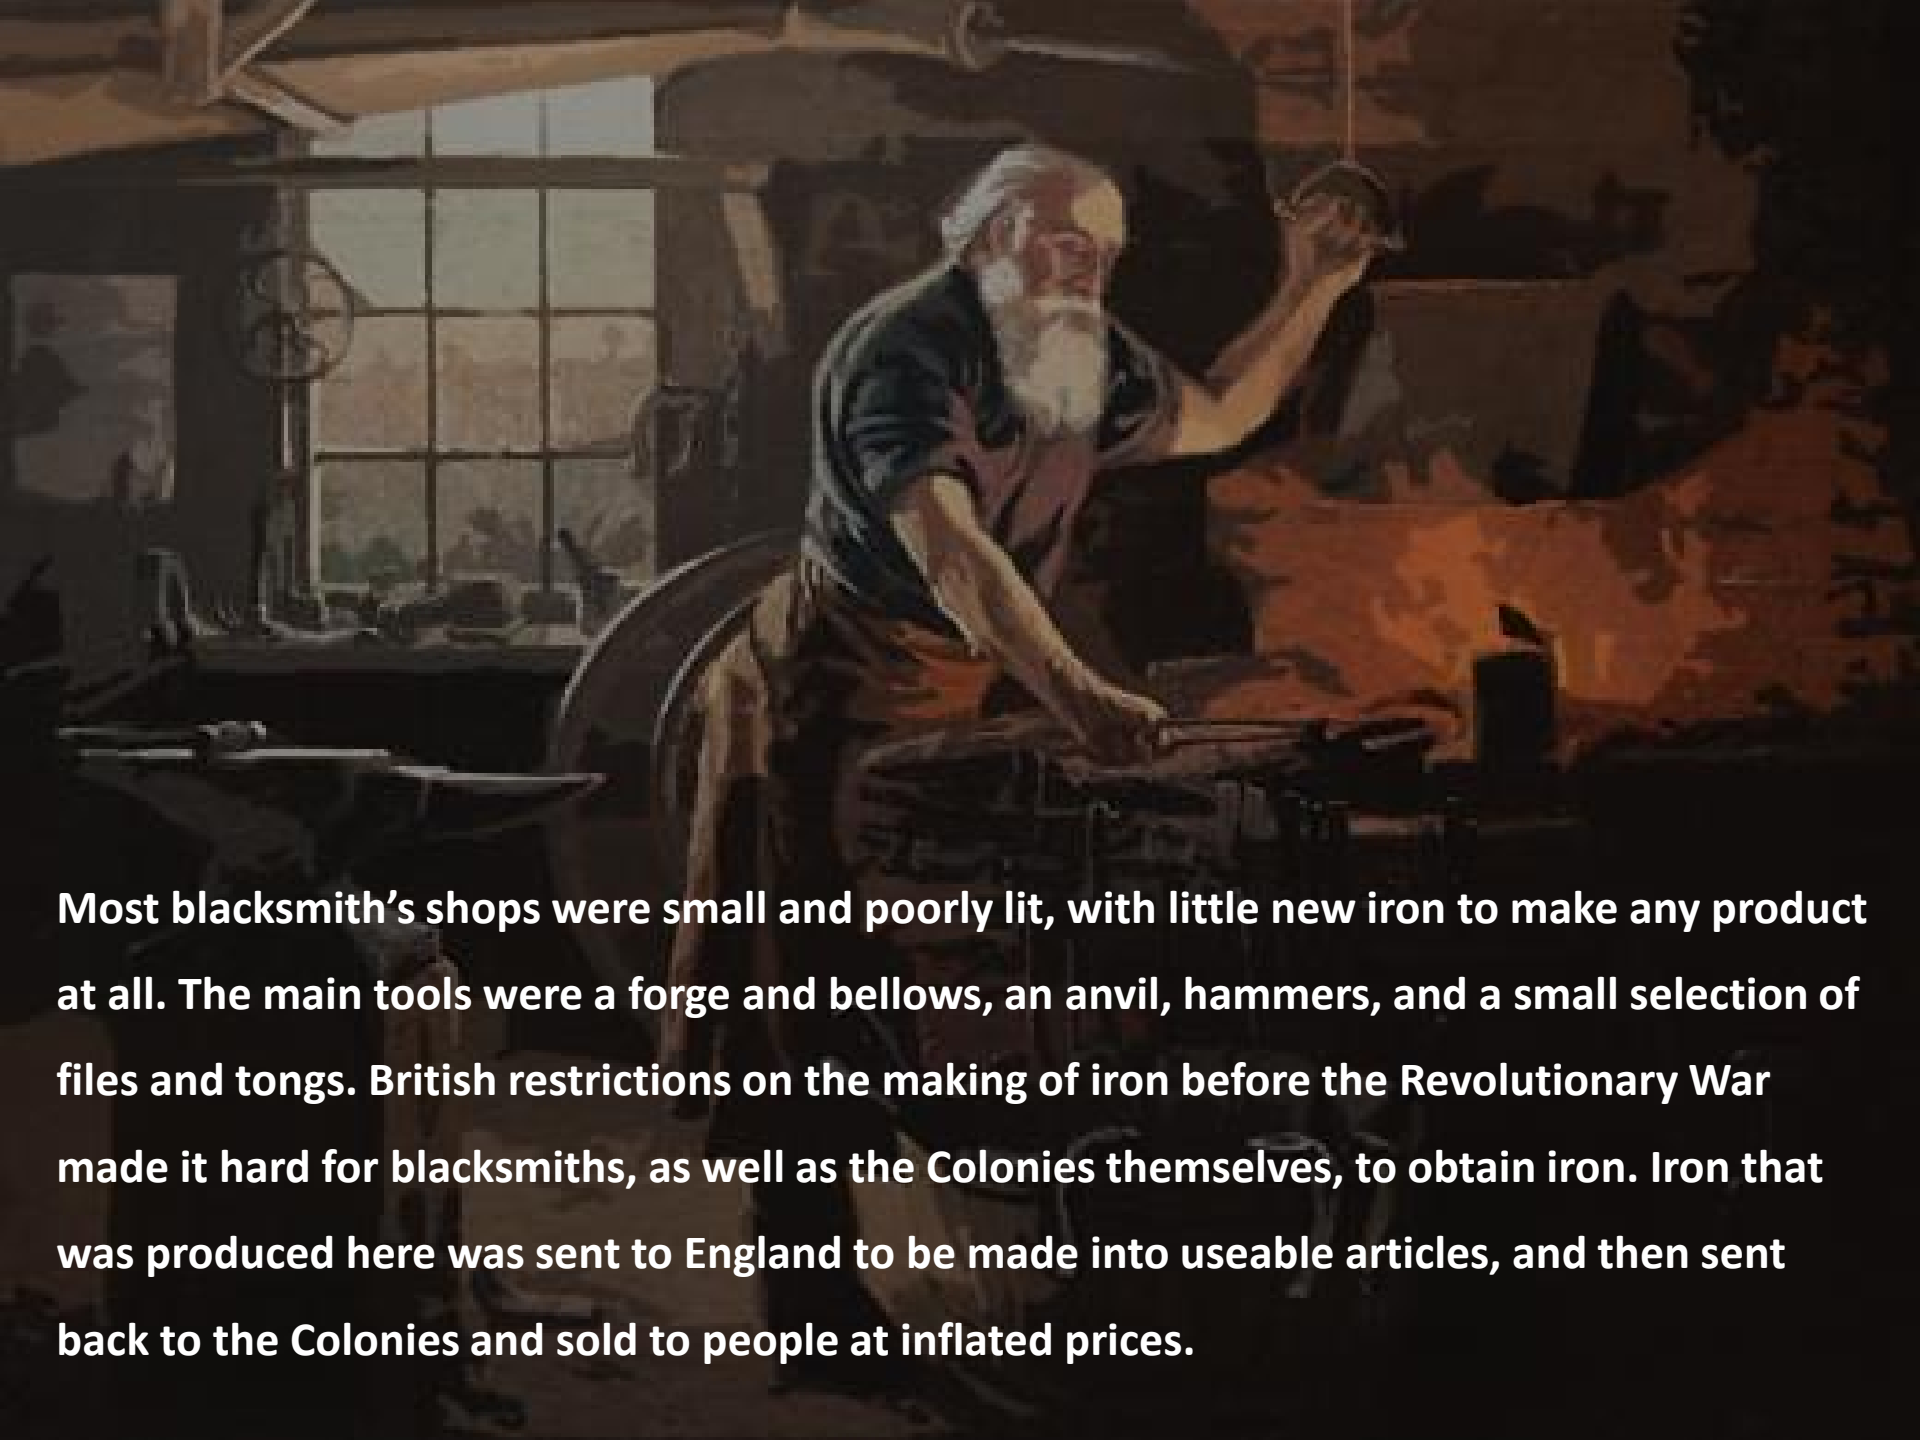 Most blacksmith’s shops were small and poorly lit, with little new iron to make any product
at all. The main tools were a forge and bellows, an anvil, hammers, and a small selection of
files and tongs. British restrictions on the making of iron before the Revolutionary War
made it hard for blacksmiths, as well as the Colonies themselves, to obtain iron. Iron that
was produced here was sent to England to be made into useable articles, and then sent
back to the Colonies and sold to people at inflated prices.